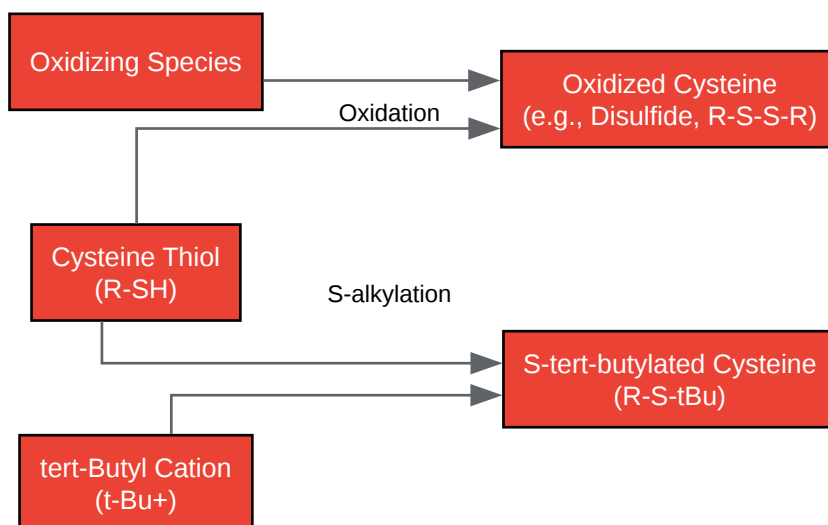 Oxidizing Species
Oxidized Cysteine
(e.g., Disulfide, R-S-S-R)
Oxidation
Cysteine Thiol
(R-SH)
S-alkylation
S-tert-butylated Cysteine
(R-S-tBu)
tert-Butyl Cation
(t-Bu+)